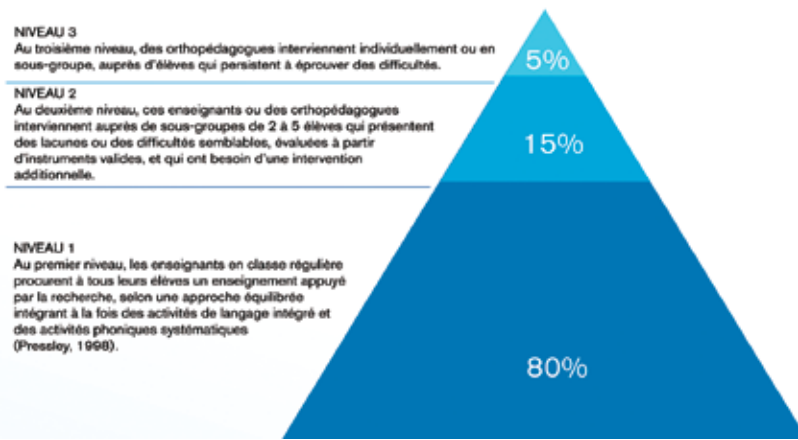 NIVEAU 3
Au troisième niveau, des orthopédagogues interviennent individuellement ou en
sous-groupe, auprès d'élèves qui persistent à éprouver des difficultés.
5%
NIVEAU 2
Au deuxième niveau, ces enseignants ou des orthopédagogues
interviennent auprès de sous-groupes de 2 à 5 élèves qui présentent
des lacunes ou des difficultés semblables, évaluées à partir
d'instruments valides, et qui ont besoin d'une intervention
additionnelle.
15%
NIVEAU 1
Au premier niveau, les enseignants en classe régulière
procurent à tous leurs élèves un enseignement appuyé
par la recherche, selon une approche équilibrée
intégrant à la fois des activités de langage intégré et
des activités phoniques systématiques
(Pressley, 1998).
80%